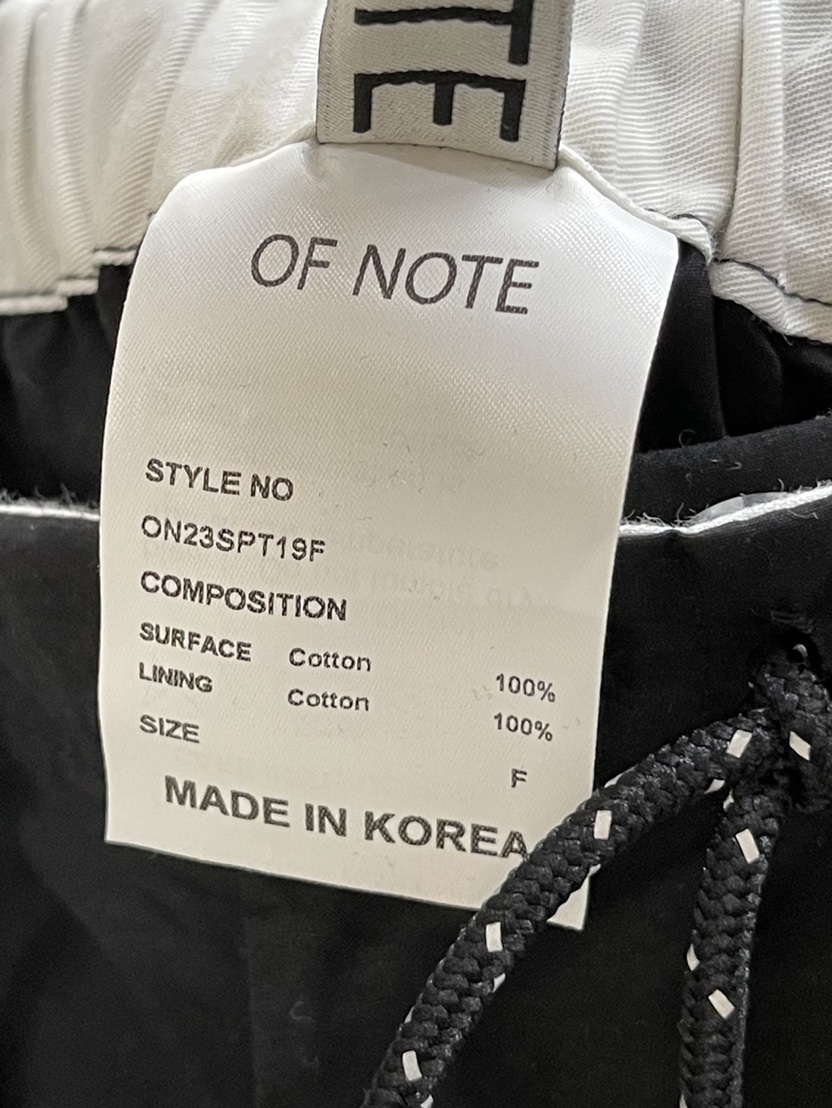 TE
OF NOTE
STYLE NO
ON23SPT19F
COMPOSITION
SURFACE Cotton 100%
LINING Cotton 100%
SIZE F
MADE IN KOREA